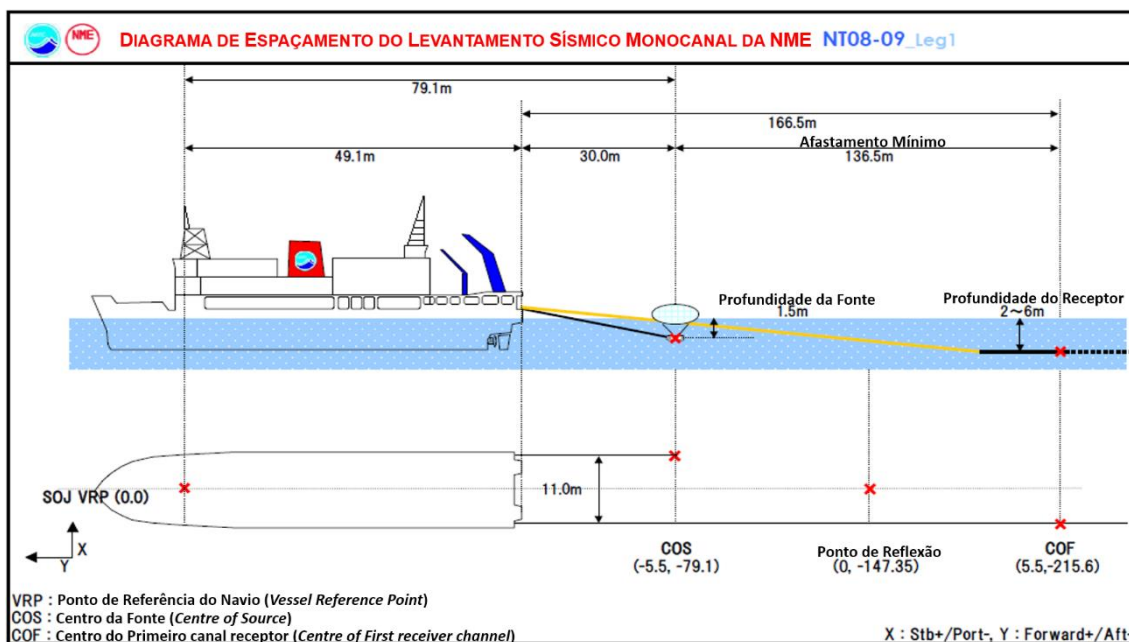 NME DIAGRAMA DE ESPAÇAMENTO DO LEVANTAMENTO SÍSMICO MONOCANAL DA NME NT08-09_Leg1
79.1m
166.5m
Afastamento Mínimo
49.1m 30.0m 136.5m
Profundidade da Fonte
1.5m
Profundidade do Receptor
2~6m
SOJ VRP (0.0)
11.0m
X
Y
COS
(-5.5, -79.1)
Ponto de Reflexão
(0, -147.35)
COF
(5.5,-215.6)
VRP : Ponto de Referência do Navio (Vessel Reference Point)
COS : Centro da Fonte (Centre of Source)
COF : Centro do Primeiro canal receptor (Centre of First receiver channel)
X : Stb+/Port-, Y : Forward+/Aft-